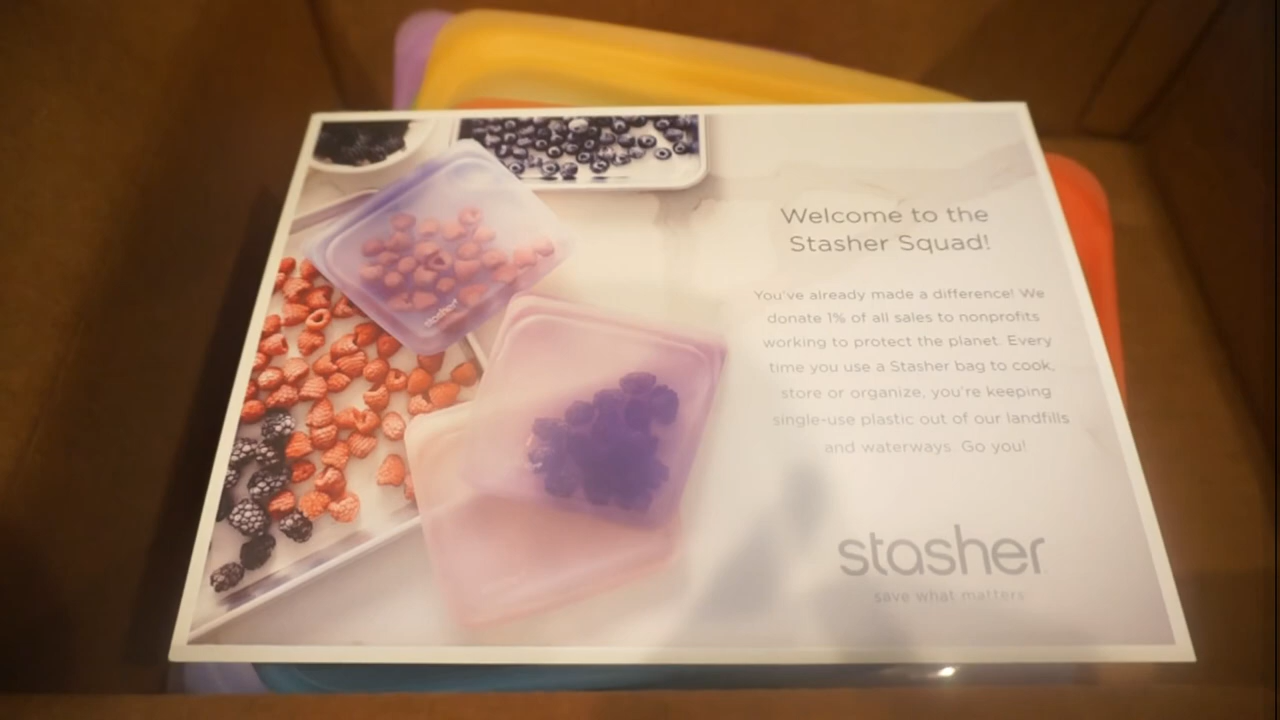 Welcome to the
Stasher Squad!
You've already made a difference! We
donate 1% of all sales to nonprofits
working to protect the planet. Every
time you use a Stasher bag to cook,
store or organize, you're keeping
single-use plastic out of our landfills
and waterways. Go you!
stasher
stasher
save what matters